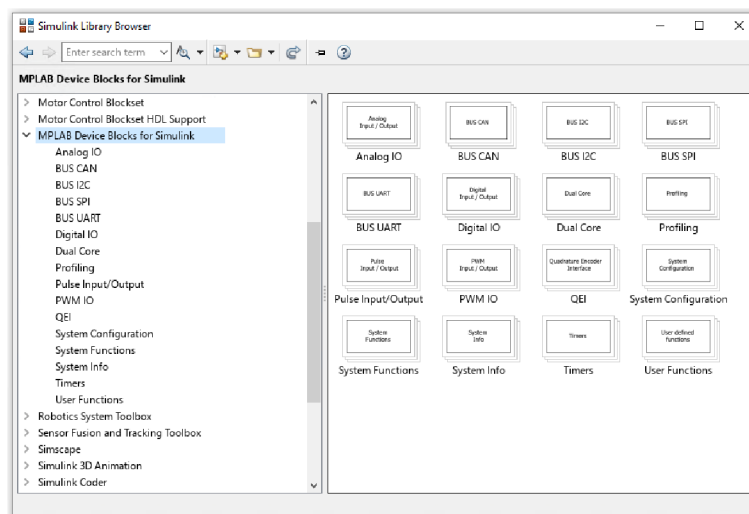 Simulink Library Browser
Enter search term
MPLAB Device Blocks for Simulink
Motor Control Blockset
Motor Control Blockset HDL Support
MPLAB Device Blocks for Simulink
Analog IO
BUS CAN
BUS I2C
BUS SPI
BUS UART
Digital IO
Dual Core
Profiling
Pulse Input/Output
PWM IO
QEI
System Configuration
System Functions
System Info
Timers
User Functions
Robotics System Toolbox
Sensor Fusion and Tracking Toolbox
Simscape
Simulink 3D Animation
Simulink Coder
Analog
Input / Output
BUS CAN
BUS I2C
BUS SPI
Analog IO
BUS CAN
BUS I2C
BUS SPI
BUS UART
Digital
Input / Output
Dual Core
Profiling
BUS UART
Digital IO
Dual Core
Profiling
Pulse
Input / Output
PWM
Input / Output
Quadrature Encoder
Interface
System
Configuration
Pulse Input/Output
PWM IO
QEI
System Configuration
System
Functions
System
Info
Timers
User defined
functions
System Functions
System Info
Timers
User Functions